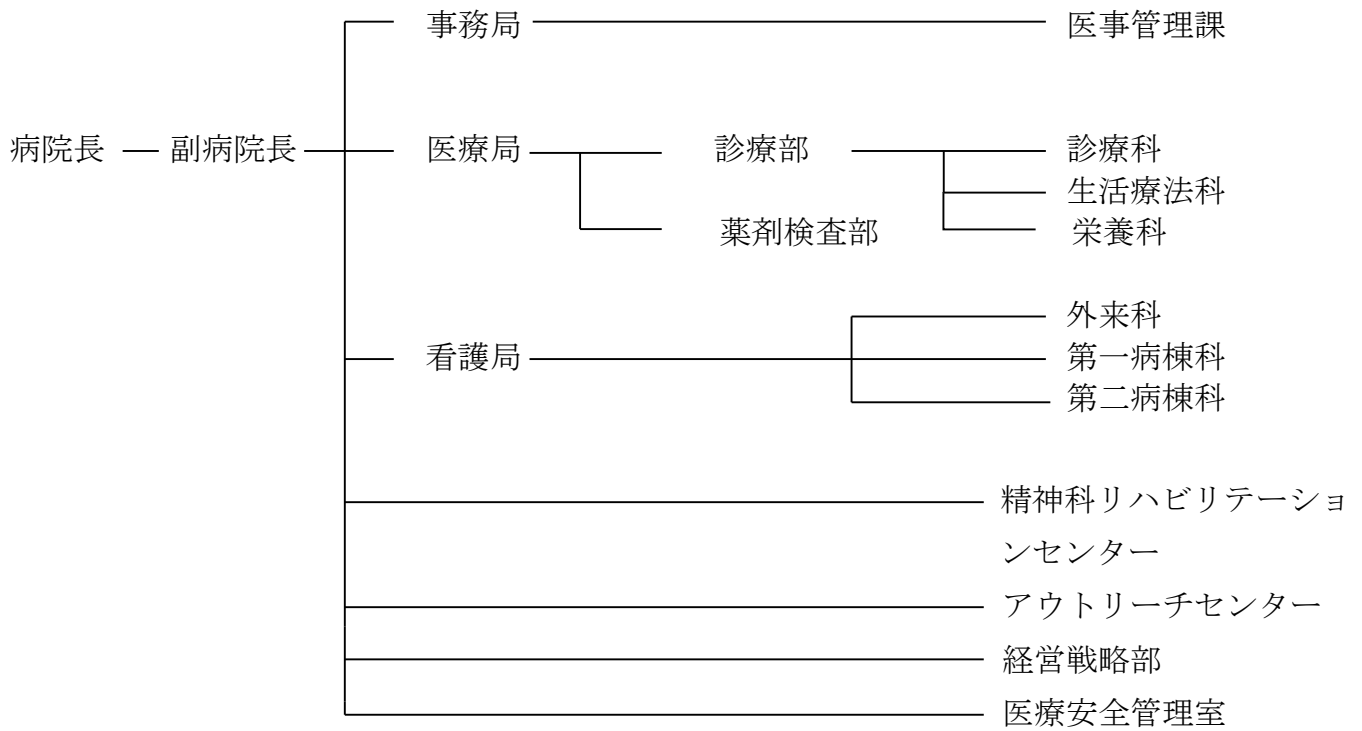 事務局 医事管理課
病院長 副病院長 医療局 診療部 診療科
生活療法科
薬剤検査部 栄養科
外来科
看護局 第一病棟科
第二病棟科
精神科リハビリテーショ
ンセンター
アウトリーチセンター
経営戦略部
医療安全管理室